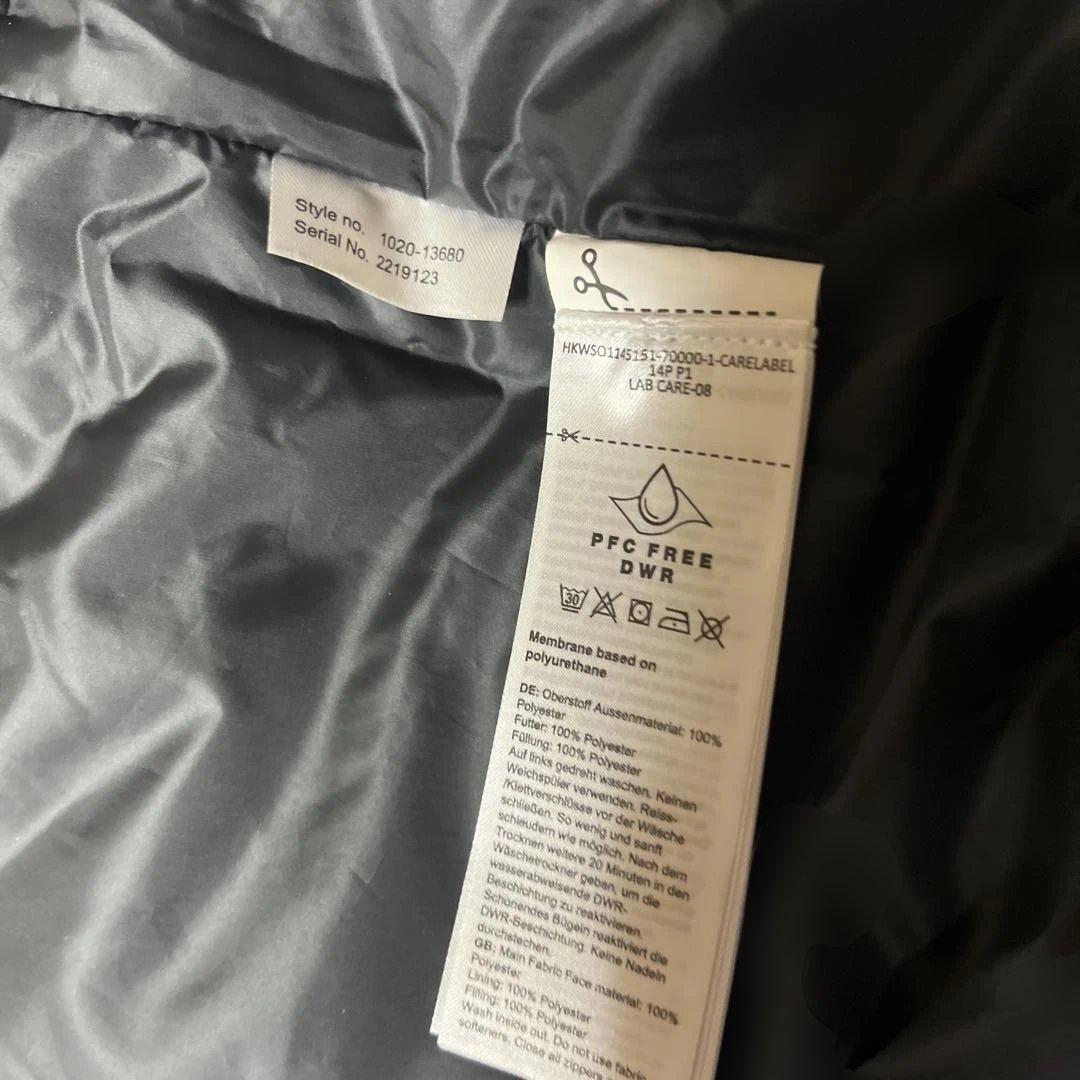 Style no. 1020-13680
Serial No. 2219123
HKWSO1145151-70000-1-CARELABEL
14P P1
LAB CARE-08
PFC FREE
DWR
30
Membrane based on
polyurethane
DE: Oberstoff Aussenmaterial: 100%
Polyester
Futter: 100% Polyester
Füllung: 100% Polyester
Auf links gedreht waschen. Keinen
Weichspüler verwenden. Reiss-
/Klettverschlüsse vor der Wäsche
schließen. So wenig und sanft
schleudern wie möglich. Nach dem
Trocknen weitere 20 Minuten in den
Wäschetrockner geben, um die
wasserabweisende DWR-
Beschichtung zu reaktivieren.
Schonendes Bügeln reaktiviert die
DWR-Beschichtung. Keine Nadeln
durchstechen.
GB: Main Fabric Face material: 100%
Polyester
Lining: 100% Polyester
Filling: 100% Polyester
Wash inside out. Do not use fabric
softeners. Close all zippers